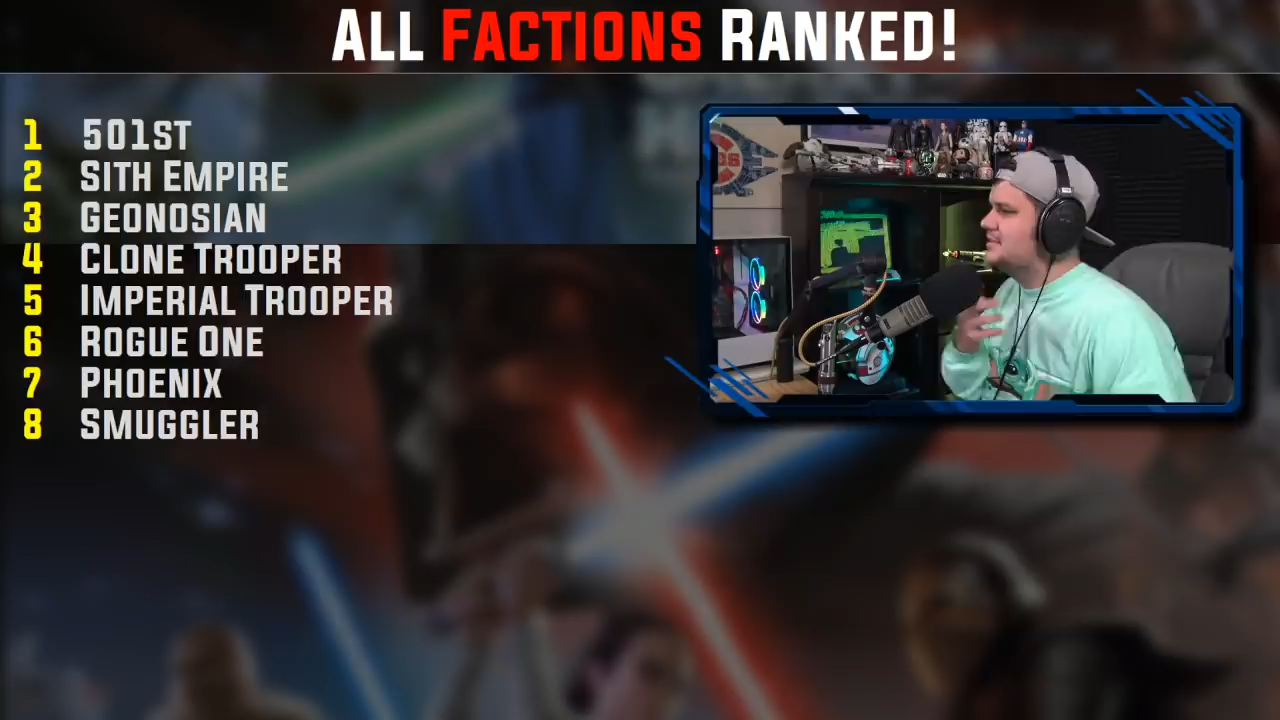 All Factions Ranked!
1 501st
2 Sith Empire
3 Geonosian
4 Clone Trooper
5 Imperial Trooper
6 Rogue One
7 Phoenix
8 Smuggler